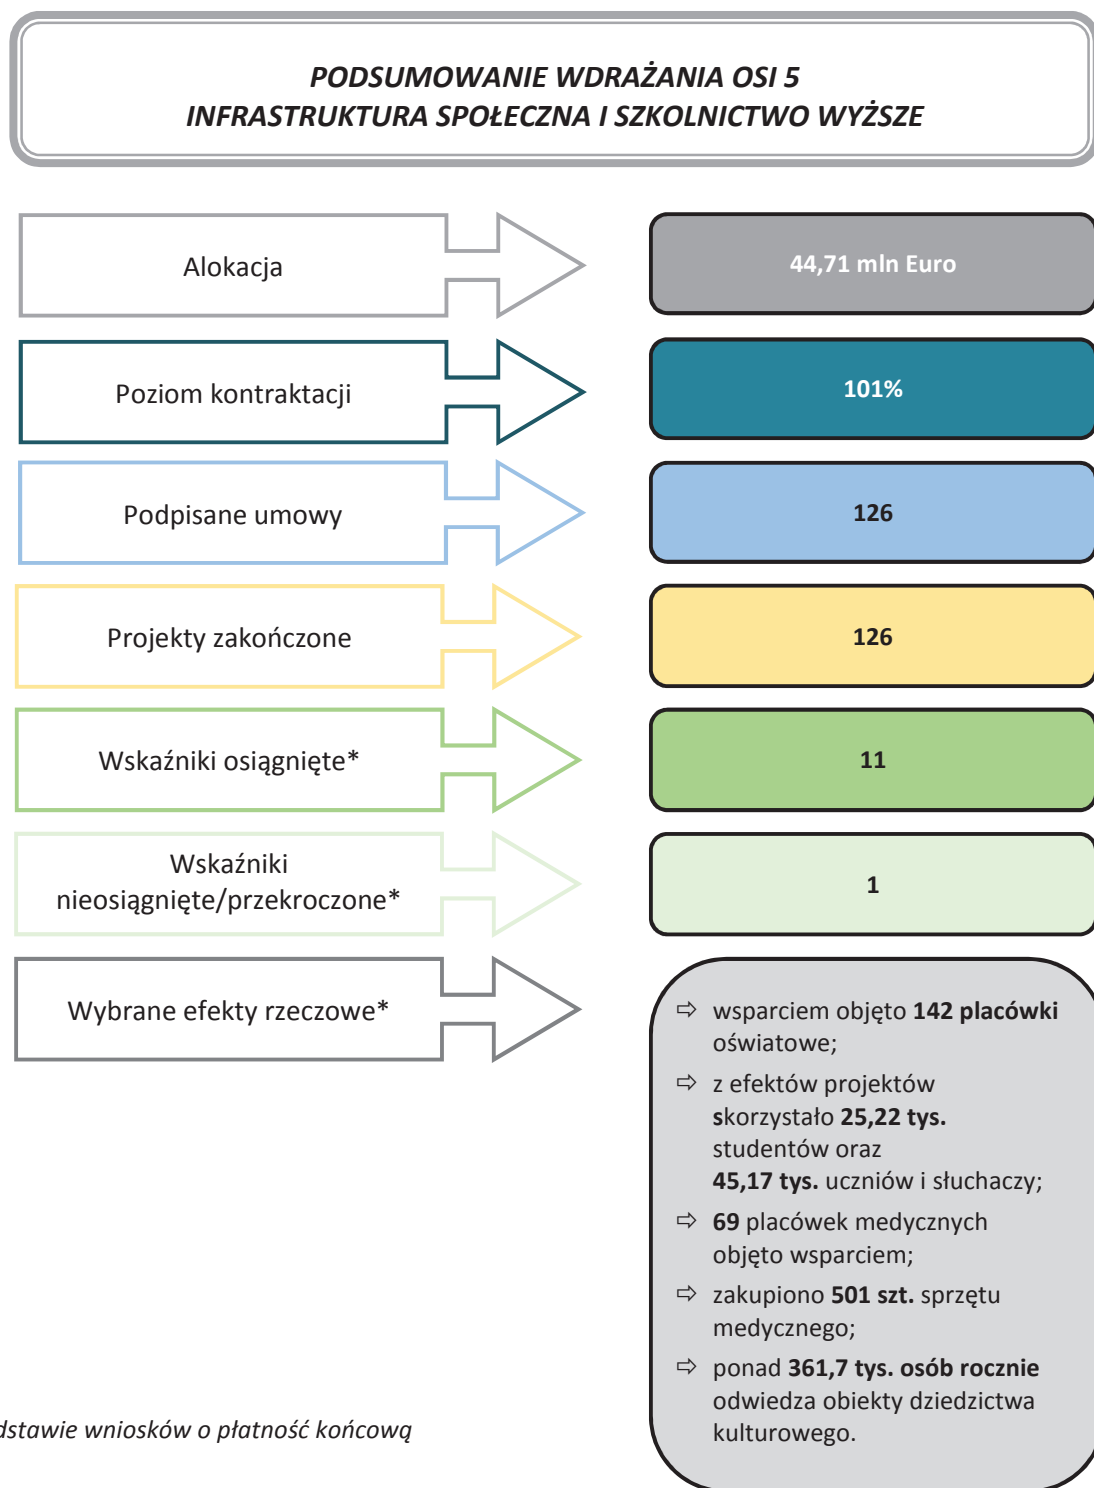 PODSUMOWANIE WDRAŻANIA OSI 5
INFRASTRUKTURA SPOŁECZNA I SZKOLNICTWO WYŻSZE
Alokacja
44,71 mln Euro
Poziom kontraktacji
101%
Podpisane umowy
126
Projekty zakończone
126
Wskaźniki osiągnięte*
11
Wskaźniki
nieosiągnięte/przekroczone*
1
Wybrane efekty rzeczowe*
⇨ wsparciem objęto 142 placówki
oświatowe;
⇨ z efektów projektów
skorzystało 25,22 tys.
studentów oraz
45,17 tys. uczniów i słuchaczy;
⇨ 69 placówek medycznych
objęto wsparciem;
⇨ zakupiono 501 szt. sprzętu
medycznego;
⇨ ponad 361,7 tys. osób rocznie
odwiedza obiekty dziedzictwa
kulturowego.
wniosków o płatność końcową